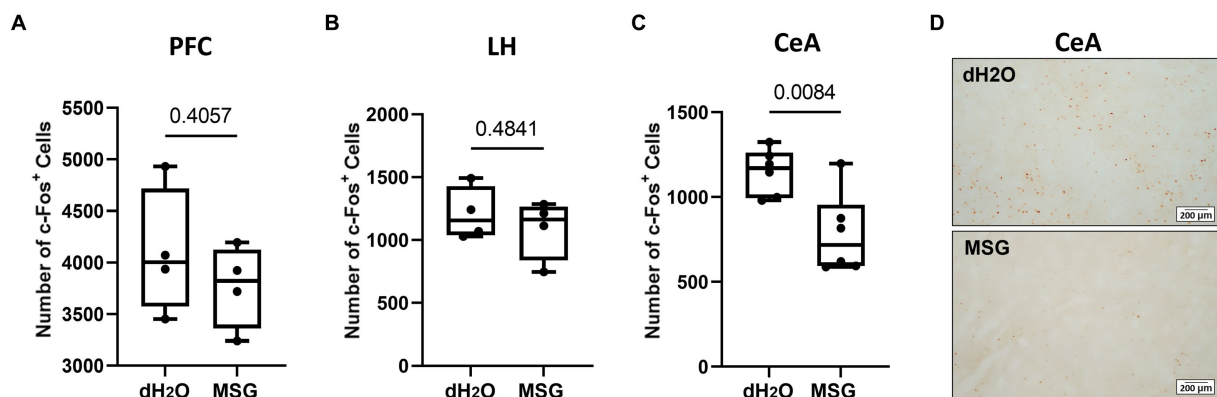 A
PFC
Number of c-Fos+ Cells
5500
5000
4500
4000
3500
3000
0.4057
dH2O
MSG
B
LH
Number of c-Fos+ Cells
2000
1500
1000
500
0
0.4841
dH2O
MSG
C
CeA
Number of c-Fos+ Cells
1500
1000
500
0
0.0084
dH2O
MSG
D
CeA
dH2O
200 µm
MSG
200 µm